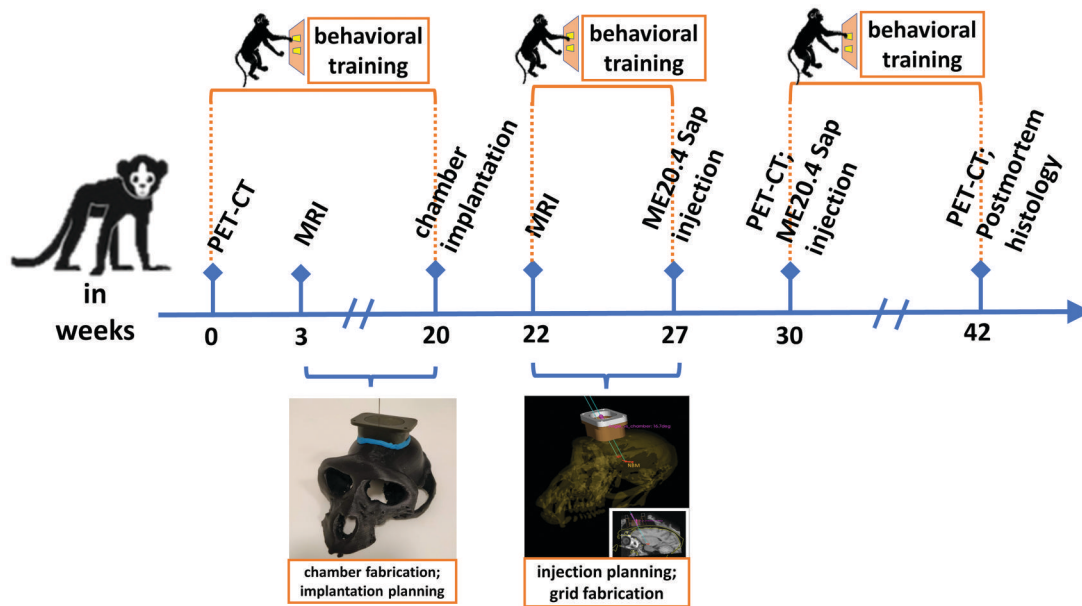 behavioral
training
behavioral
training
behavioral
training
PET-CT
MRI
chamber
implantation
MRI
ME20.4 Sap
injection
PET-CT;
ME20.4 Sap
injection
PET-CT;
Postmortem
histology
in
weeks
0
3
20
22
27
30
42
chamber fabrication;
implantation planning
injection planning;
grid fabrication